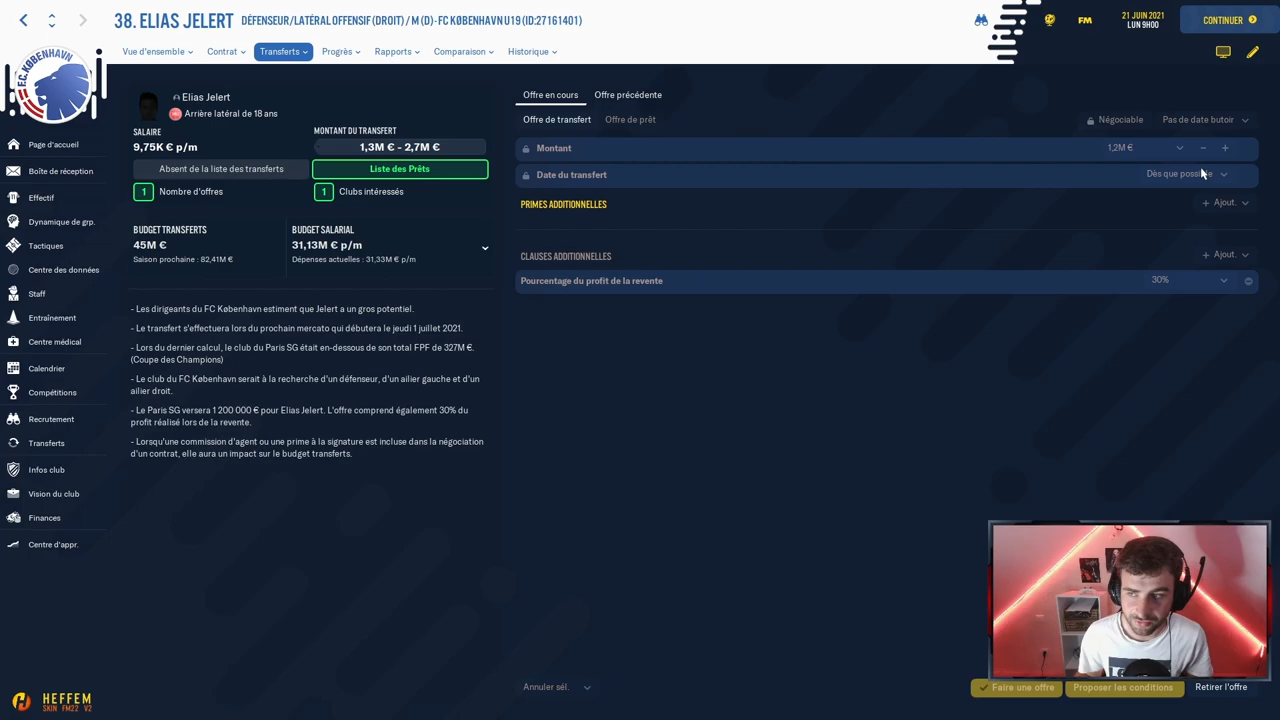 38. ELIAS JELERT DÉFENSEUR/LATÉRAL OFFENSIF (DROIT) / M (D) - FC KØBENHAVN U19 (ID:27161401)
FM
21 JUIN 2021
LUN 9H00
CONTINUER
Vue d'ensemble
Contrat
Transferts
Progrès
Rapports
Comparaison
Historique
F.C. KØBENHAVN
Page d'accueil
Boîte de réception
Effectif
Dynamique de grp.
Tactiques
Centre des données
Staff
Entraînement
Centre médical
Calendrier
Compétitions
Recrutement
Transferts
Infos club
Vision du club
Finances
Centre d'appr.
HEFFEM
SKIN FM22 V2
Elias Jelert
Arrière latéral de 18 ans
SALAIRE
9,75K € p/m
MONTANT DU TRANSFERT
1,3M € - 2,7M €
Absent de la liste des transferts
Liste des Prêts
1 Nombre d'offres
1 Clubs intéressés
BUDGET TRANSFERTS
45M €
Saison prochaine : 82,41M €
BUDGET SALARIAL
31,13M € p/m
Dépenses actuelles : 31,33M € p/m
- Les dirigeants du FC København estiment que Jelert a un gros potentiel.
- Le transfert s'effectuera lors du prochain mercato qui débutera le jeudi 1 juillet 2021.
- Lors du dernier calcul, le club du Paris SG était en-dessous de son total FPF de 327M €.
(Coupe des Champions)
- Le club du FC København serait à la recherche d'un défenseur, d'un ailier gauche et d'un
ailier droit.
- Le Paris SG versera 1 200 000 € pour Elias Jelert. L'offre comprend également 30% du
profit réalisé lors de la revente.
- Lorsqu'une commission d'agent ou une prime à la signature est incluse dans la négociation
d'un contrat, elle aura un impact sur le budget transferts.
Offre en cours
Offre précédente
Offre de transfert
Offre de prêt
Négociable
Pas de date butoir
Montant
1,2M €
Date du transfert
Dès que possible
PRIMES ADDITIONNELLES
+ Ajout.
CLAUSES ADDITIONNELLES
+ Ajout.
Pourcentage du profit de la revente
30%
Annuler sél.
Faire une offre
Proposer les conditions
Retirer l'offre